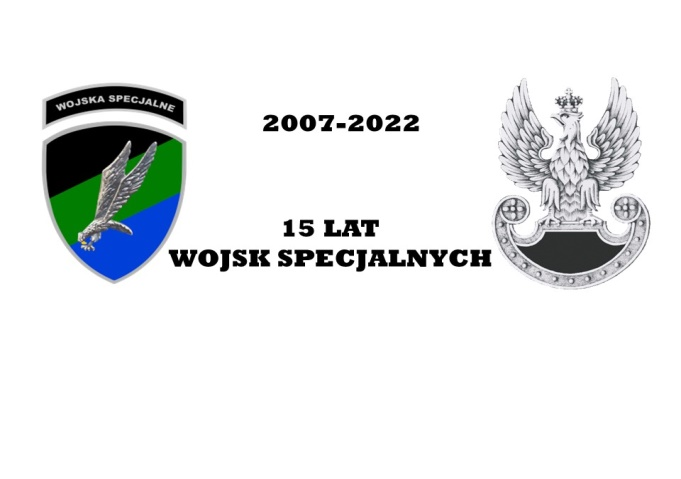 WOJSKA SPECJALNE
2007-2022
15 LAT
WOJSK SPECJALNYCH